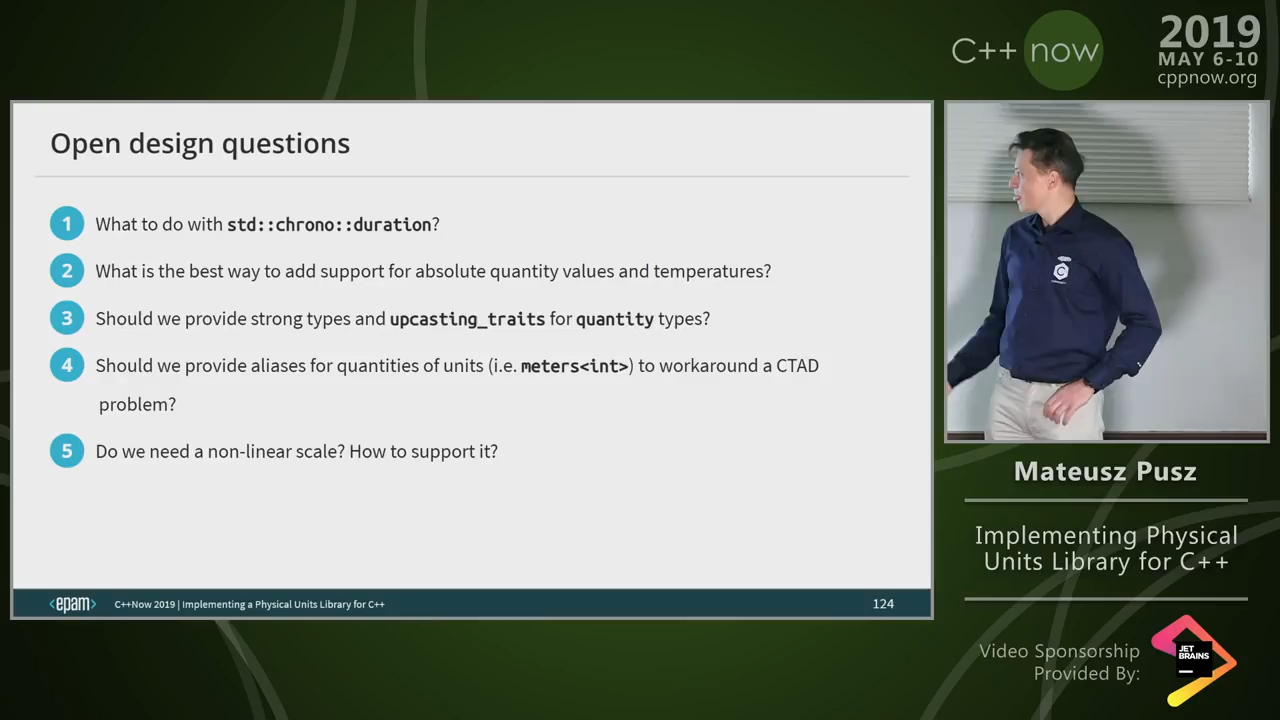 C++ now
2019
MAY 6-10
cppnow.org
Open design questions
1 What to do with std::chrono::duration?
2 What is the best way to add support for absolute quantity values and temperatures?
3 Should we provide strong types and upcasting_traits for quantity types?
4 Should we provide aliases for quantities of units (i.e. meters<int>) to workaround a CTAD
problem?
5 Do we need a non-linear scale? How to support it?
<epam> C++Now 2019 | Implementing a Physical Units Library for C++ 124
Mateusz Pusz
Implementing Physical
Units Library for C++
Video Sponsorship
Provided By:
JET
BRAINS